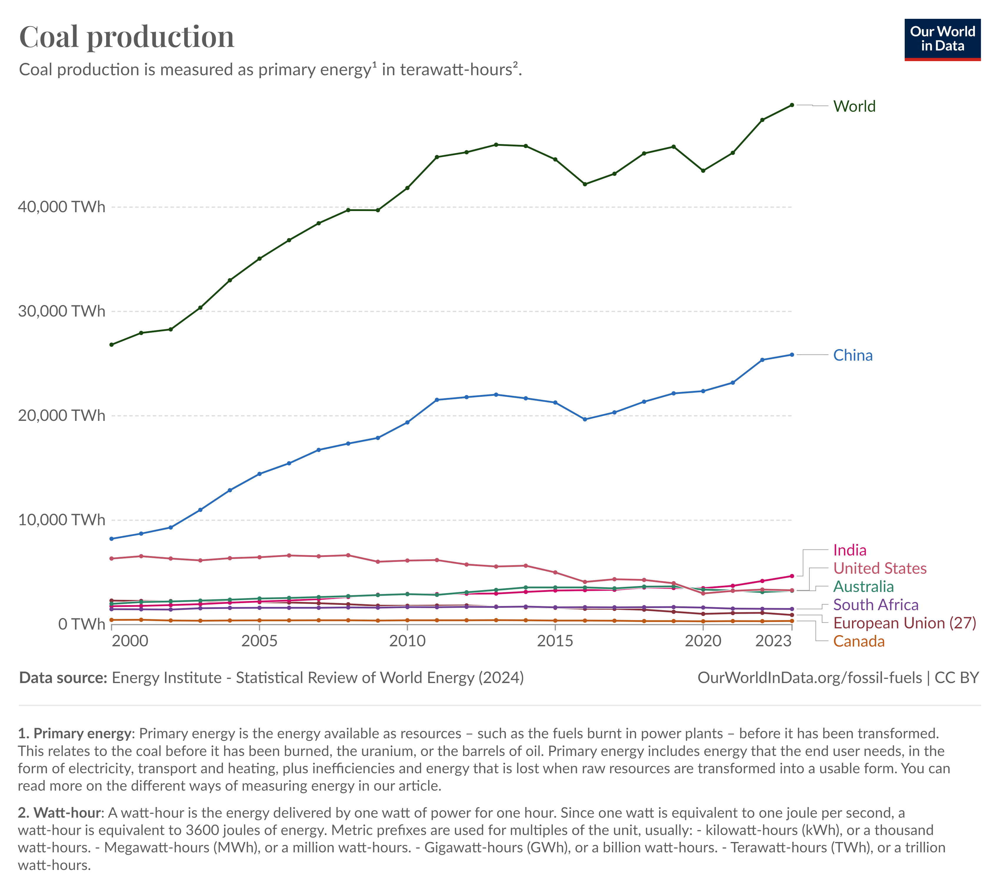 Coal production
Our World
in Data
Coal production is measured as primary energy¹ in terawatt-hours².
World
40,000 TWh
30,000 TWh
China
20,000 TWh
10,000 TWh
India
United States
Australia
South Africa
European Union (27)
Canada
0 TWh
2000 2005 2010 2015 2020 2023
Data source: Energy Institute - Statistical Review of World Energy (2024)
OurWorldInData.org/fossil-fuels | CC BY
1. Primary energy: Primary energy is the energy available as resources – such as the fuels burnt in power plants – before it has been transformed.
This relates to the coal before it has been burned, the uranium, or the barrels of oil. Primary energy includes energy that the end user needs, in the
form of electricity, transport and heating, plus inefficiencies and energy that is lost when raw resources are transformed into a usable form. You can
read more on the different ways of measuring energy in our article.
2. Watt-hour: A watt-hour is the energy delivered by one watt of power for one hour. Since one watt is equivalent to one joule per second, a
watt-hour is equivalent to 3600 joules of energy. Metric prefixes are used for multiples of the unit, usually: - kilowatt-hours (kWh), or a thousand
watt-hours. - Megawatt-hours (MWh), or a million watt-hours. - Gigawatt-hours (GWh), or a billion watt-hours. - Terawatt-hours (TWh), or a trillion
watt-hours.